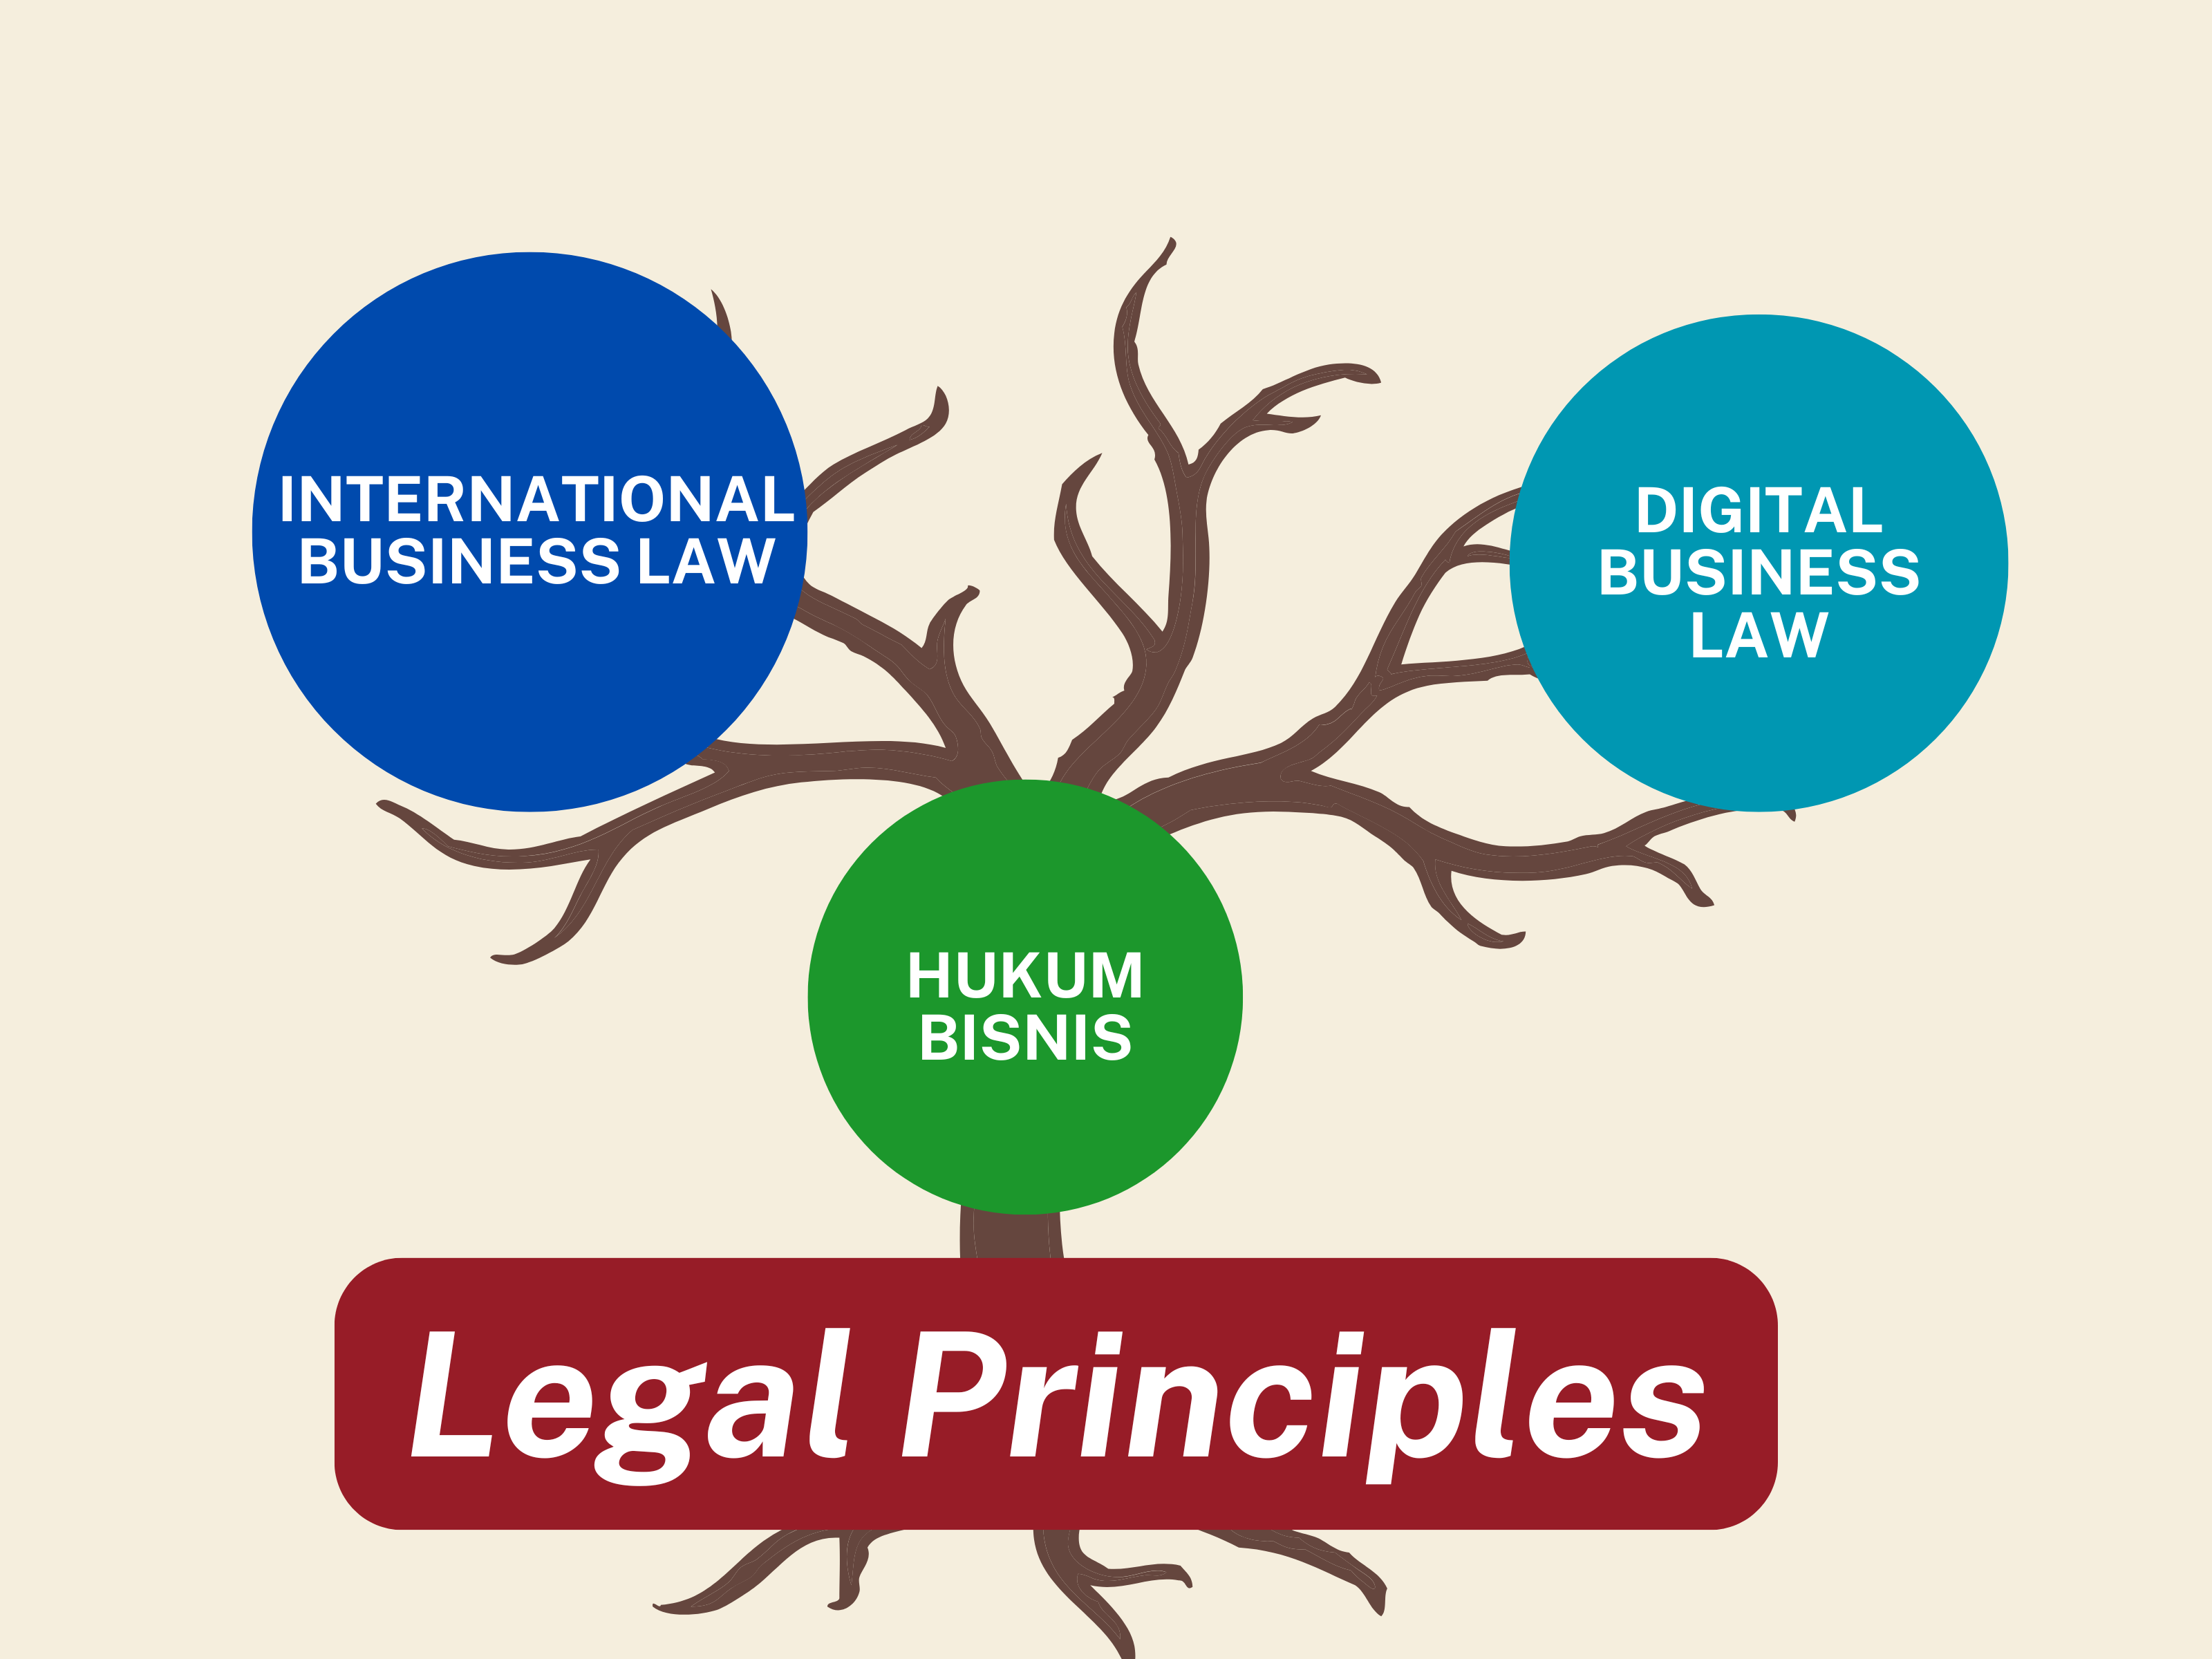 INTERNATIONAL
BUSINESS LAW
DIGITAL
BUSINESS
LAW
HUKUM
BISNIS
Legal Principles